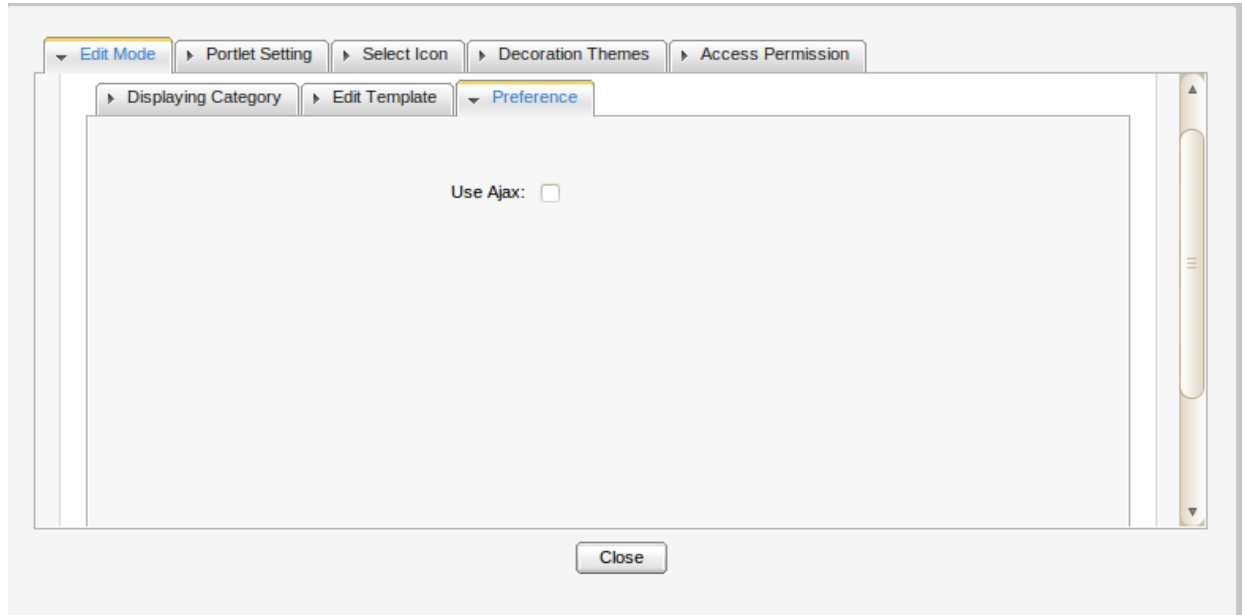 Edit Mode Portlet Setting Select Icon Decoration Themes Access Permission
Displaying Category Edit Template Preference
Use Ajax:
Close